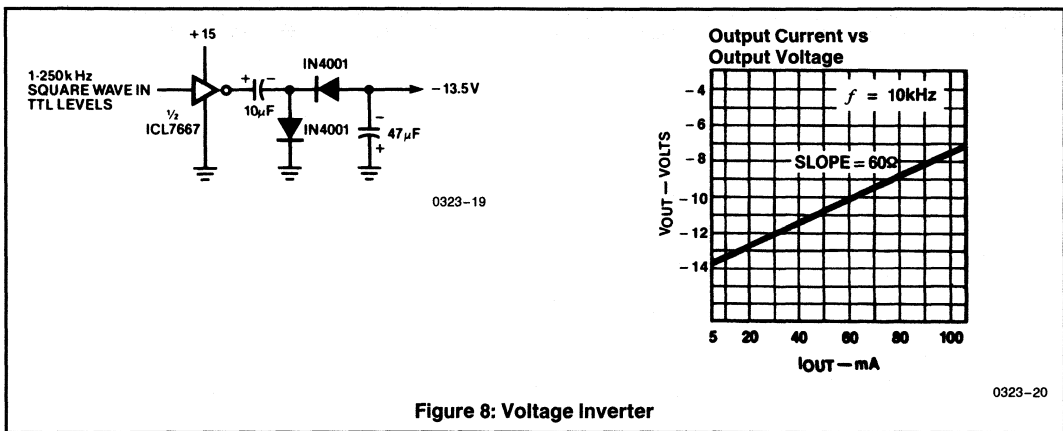 +15
1-250kHz
SQUARE WAVE IN
TTL LEVELS
½
ICL7667
+ -
10µF
IN4001
IN4001
-13.5V
-
47µF
+
0323-19
Output Current vs
Output Voltage
f = 10kHz
SLOPE = 60Ω
VOUT — VOLTS
-4
-6
-8
-10
-12
-14
5 20 40 60 80 100
IOUT — mA
0323-20
Figure 8: Voltage Inverter